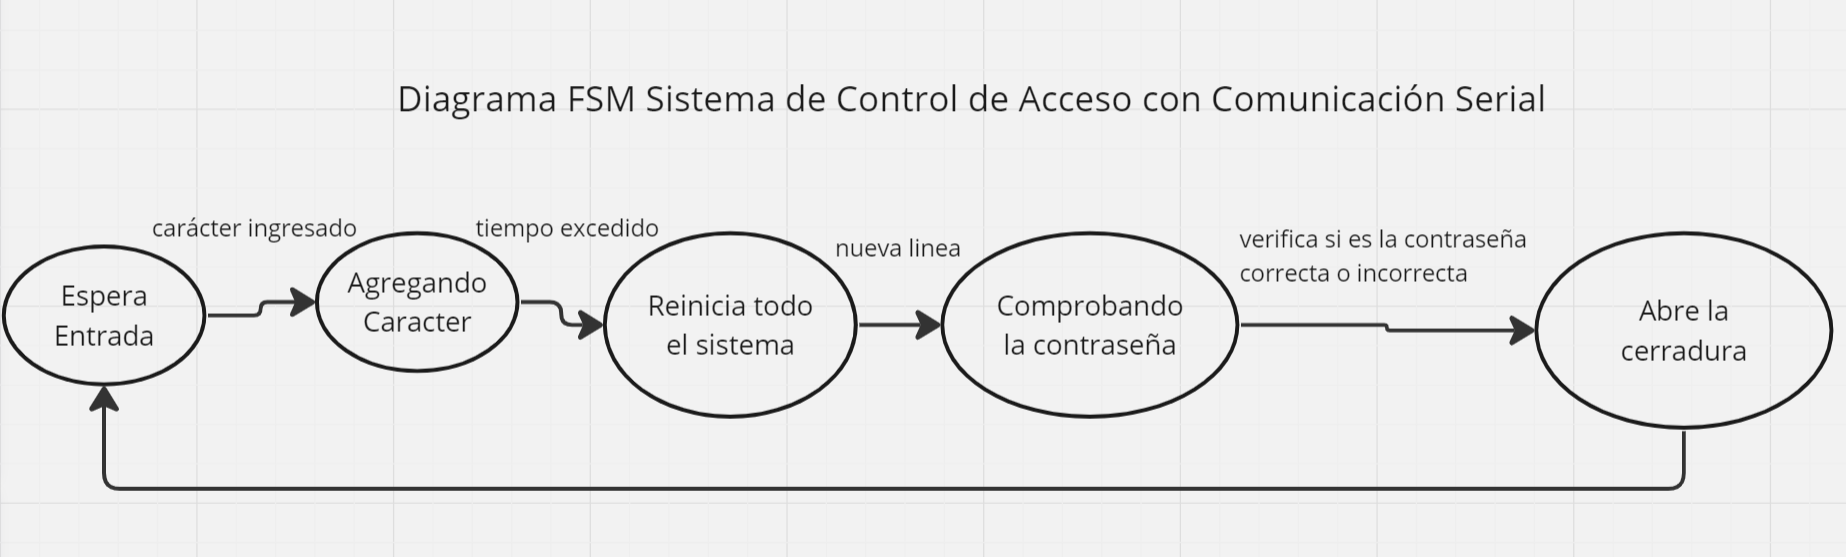 Diagrama FSM Sistema de Control de Acceso con Comunicación Serial
carácter ingresado
tiempo excedido
nueva linea
verifica si es la contraseña
correcta o incorrecta
Espera
Entrada
Agregando
Caracter
Reinicia todo
el sistema
Comprobando
la contraseña
Abre la
cerradura